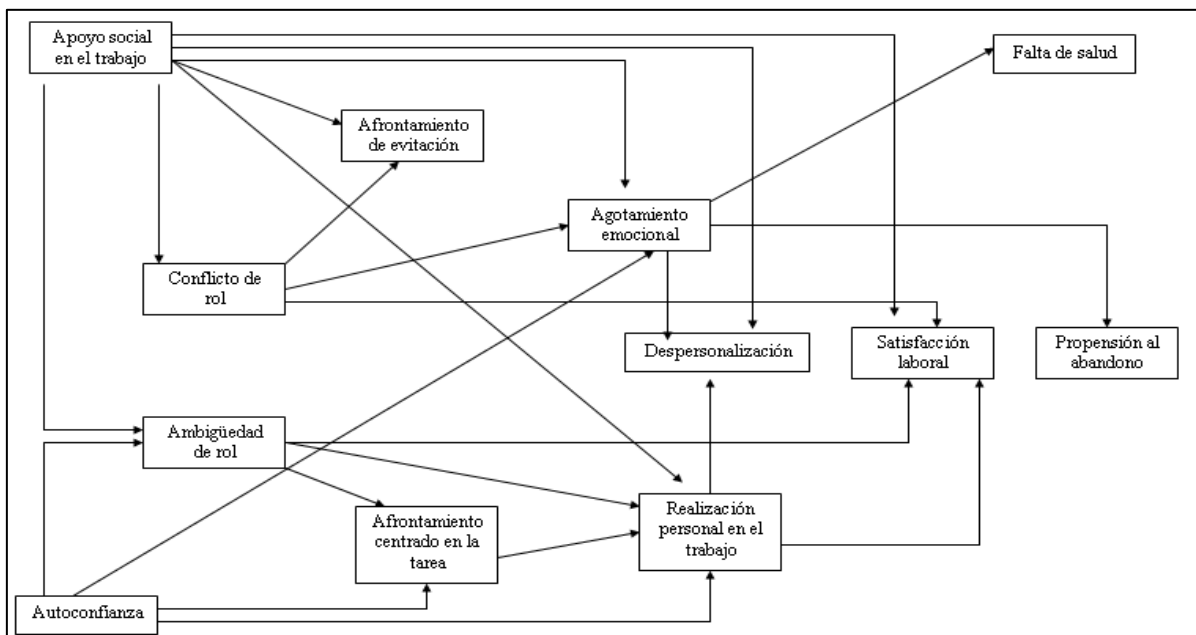 Apoyo social
en el trabajo
Falta de salud
Afrontamiento
de evitación
Agotamiento
emocional
Conflicto de
rol
Despersonalización
Satisfacción
laboral
Propensión al
abandono
Ambigüedad
de rol
Realización
personal en el
trabajo
Afrontamiento
centrado en la
tarea
Autoconfianza